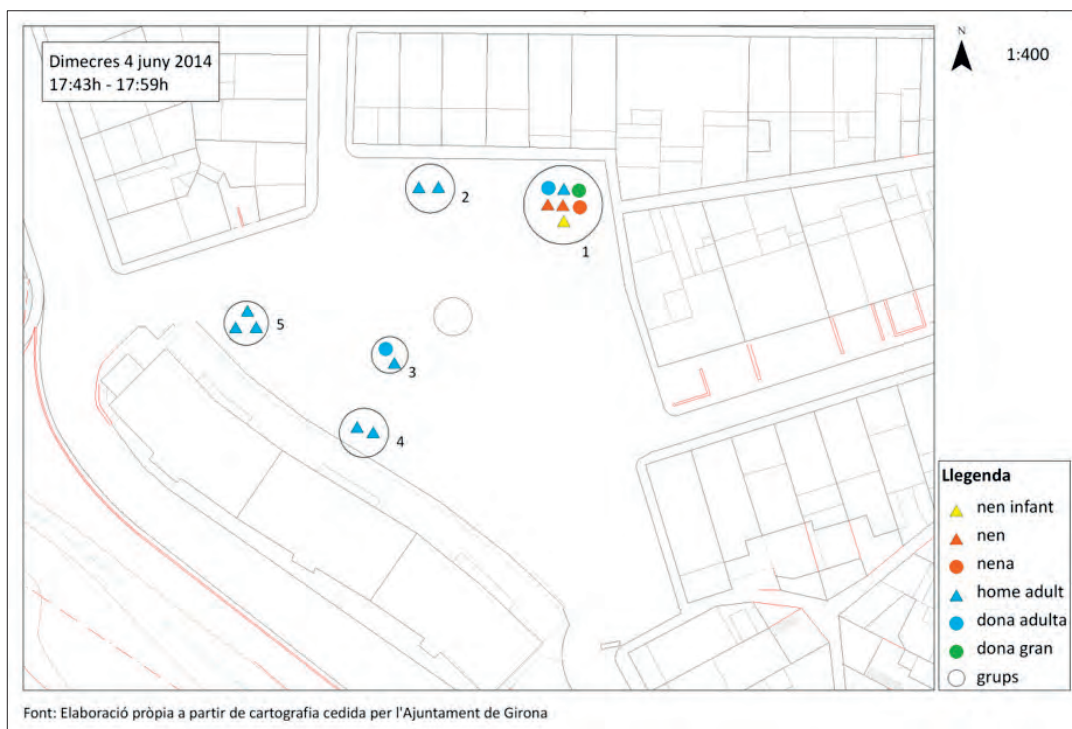 Dimecres 4 juny 2014
17:43h - 17:59h
N
1:400
2
1
5
3
4
Llegenda
nen infant
nen
nena
home adult
dona adulta
dona gran
grups
Font: Elaboració pròpia a partir de cartografia cedida per l'Ajuntament de Girona